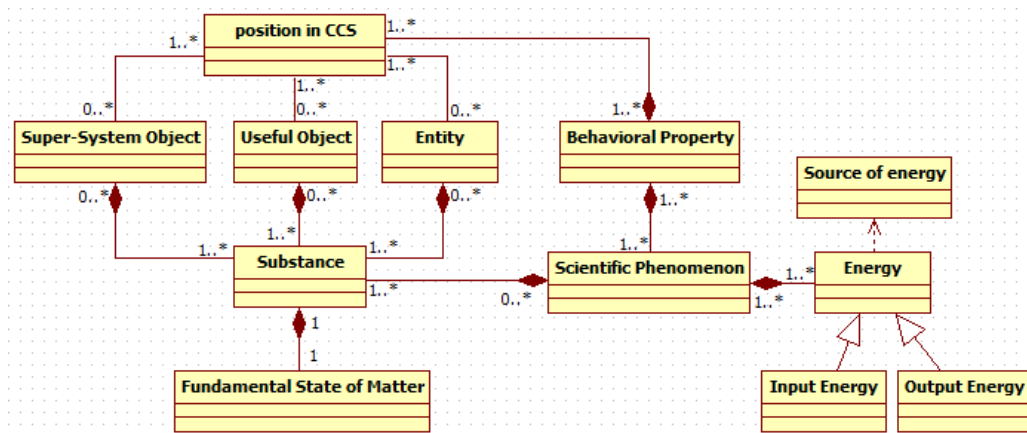 position in CCS
1..*
1..*
1..*
1..*
0..*
0..*
0..*
1..*
Super-System Object
Useful Object
Entity
Behavioral Property
Source of energy
0..*
0..*
0..*
1..*
1..*
1..*
1..*
1..*
Substance
Scientific Phenomenon
Energy
1..*
0..*
1..*
1..*
1
1
Fundamental State of Matter
Input Energy
Output Energy